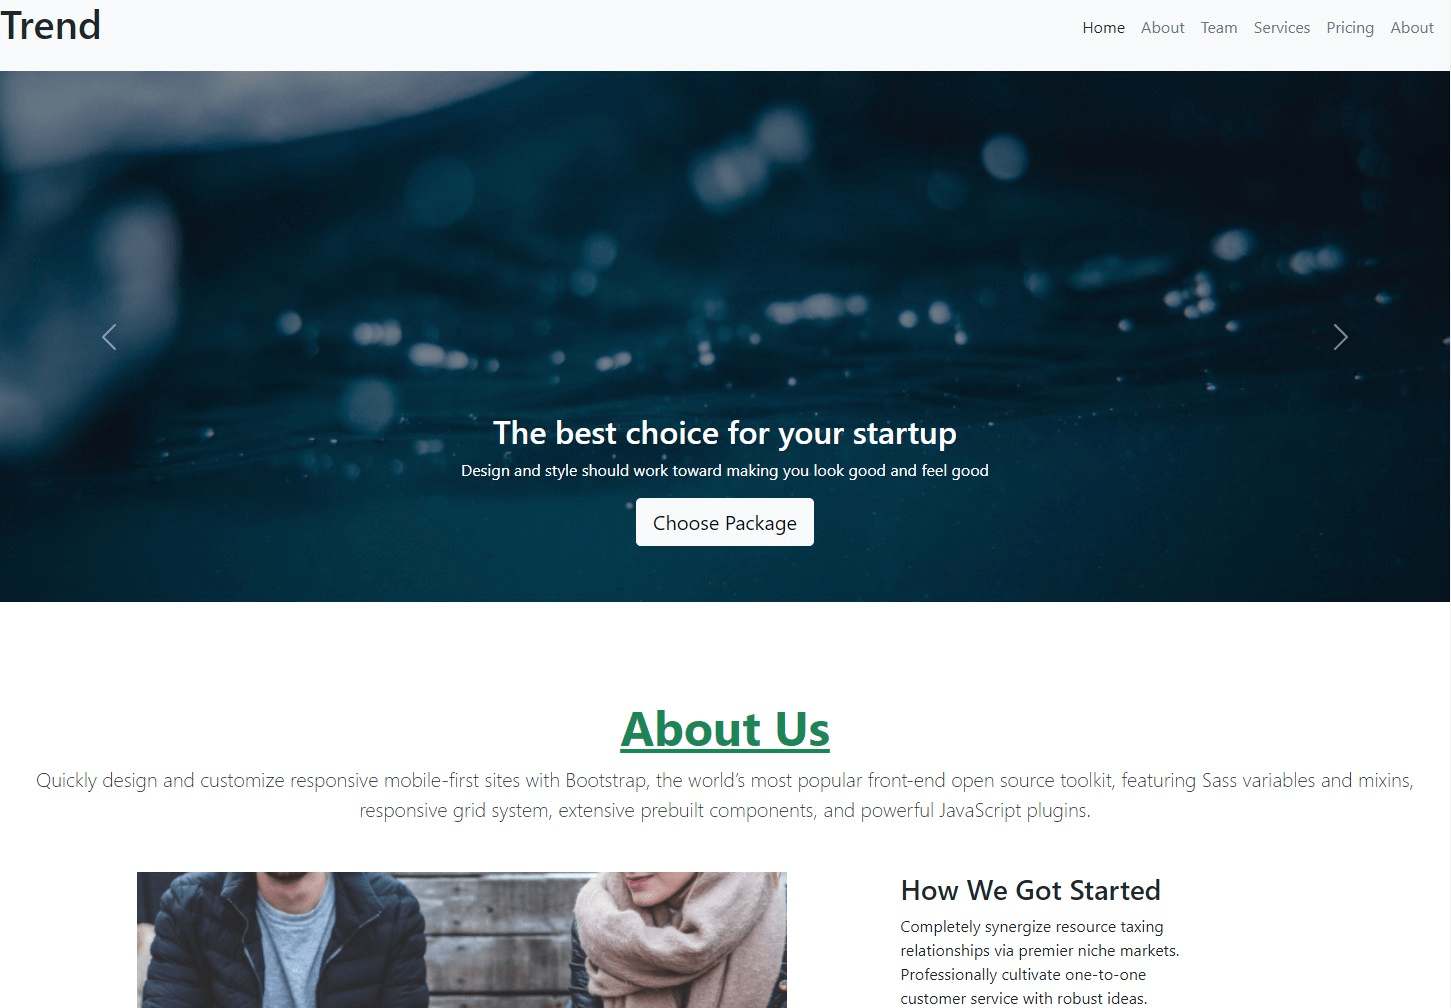 Trend
Home About Team Services Pricing About
The best choice for your startup
Design and style should work toward making you look good and feel good
Choose Package
About Us
Quickly design and customize responsive mobile-first sites with Bootstrap, the world’s most popular front-end open source toolkit, featuring Sass variables and mixins,
responsive grid system, extensive prebuilt components, and powerful JavaScript plugins.
How We Got Started
Completely synergize resource taxing
relationships via premier niche markets.
Professionally cultivate one-to-one
customer service with robust ideas.